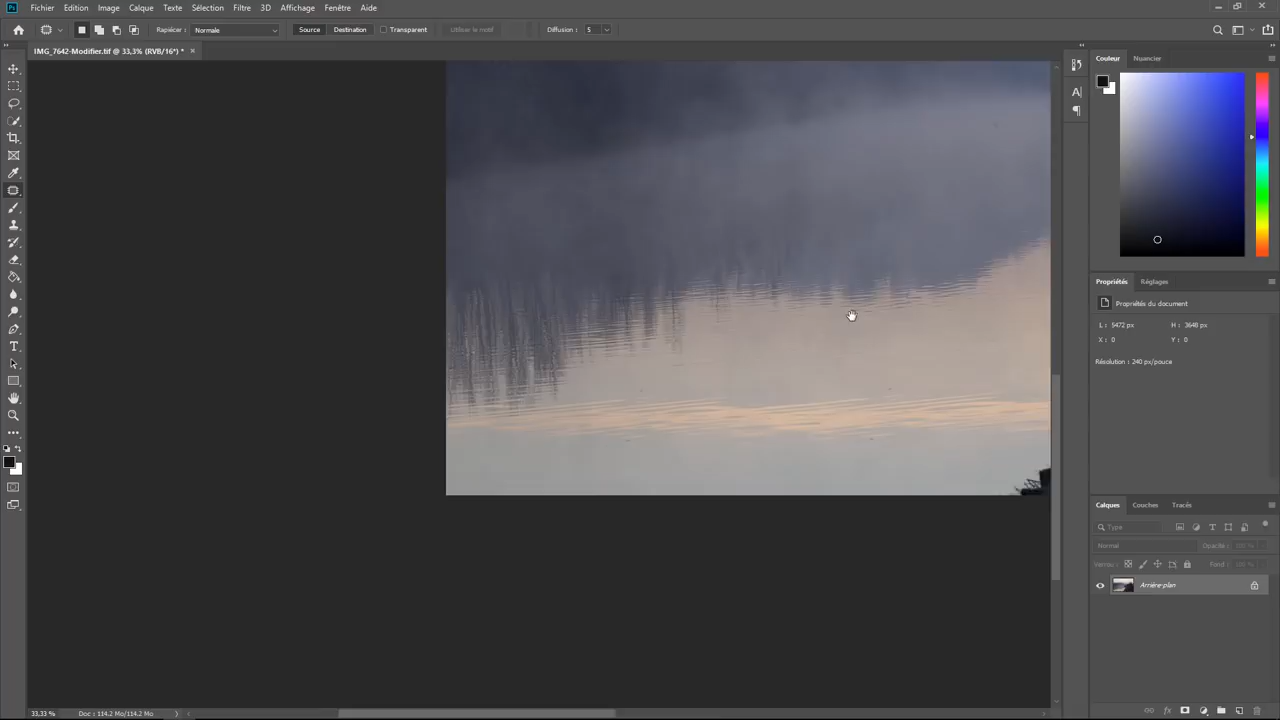 Ps Fichier Edition Image Calque Texte Sélection Filtre 3D Affichage Fenêtre Aide
Rapiécer : Normale Source Destination Transparent Utiliser le motif Diffusion : 5
IMG_7642-Modifier.tif @ 33,3% (RVB/16*) *
Couleur Nuancier
Propriétés Réglages
Propriétés du document
L : 5472 px H : 3648 px
X : 0 Y : 0
Résolution : 240 px/pouce
Calques Couches Tracés
Type
Normal Opacité : 100 %
Verrou : Fond : 100 %
Arrière-plan
33,33 % Doc : 114,2 Mo/114,2 Mo